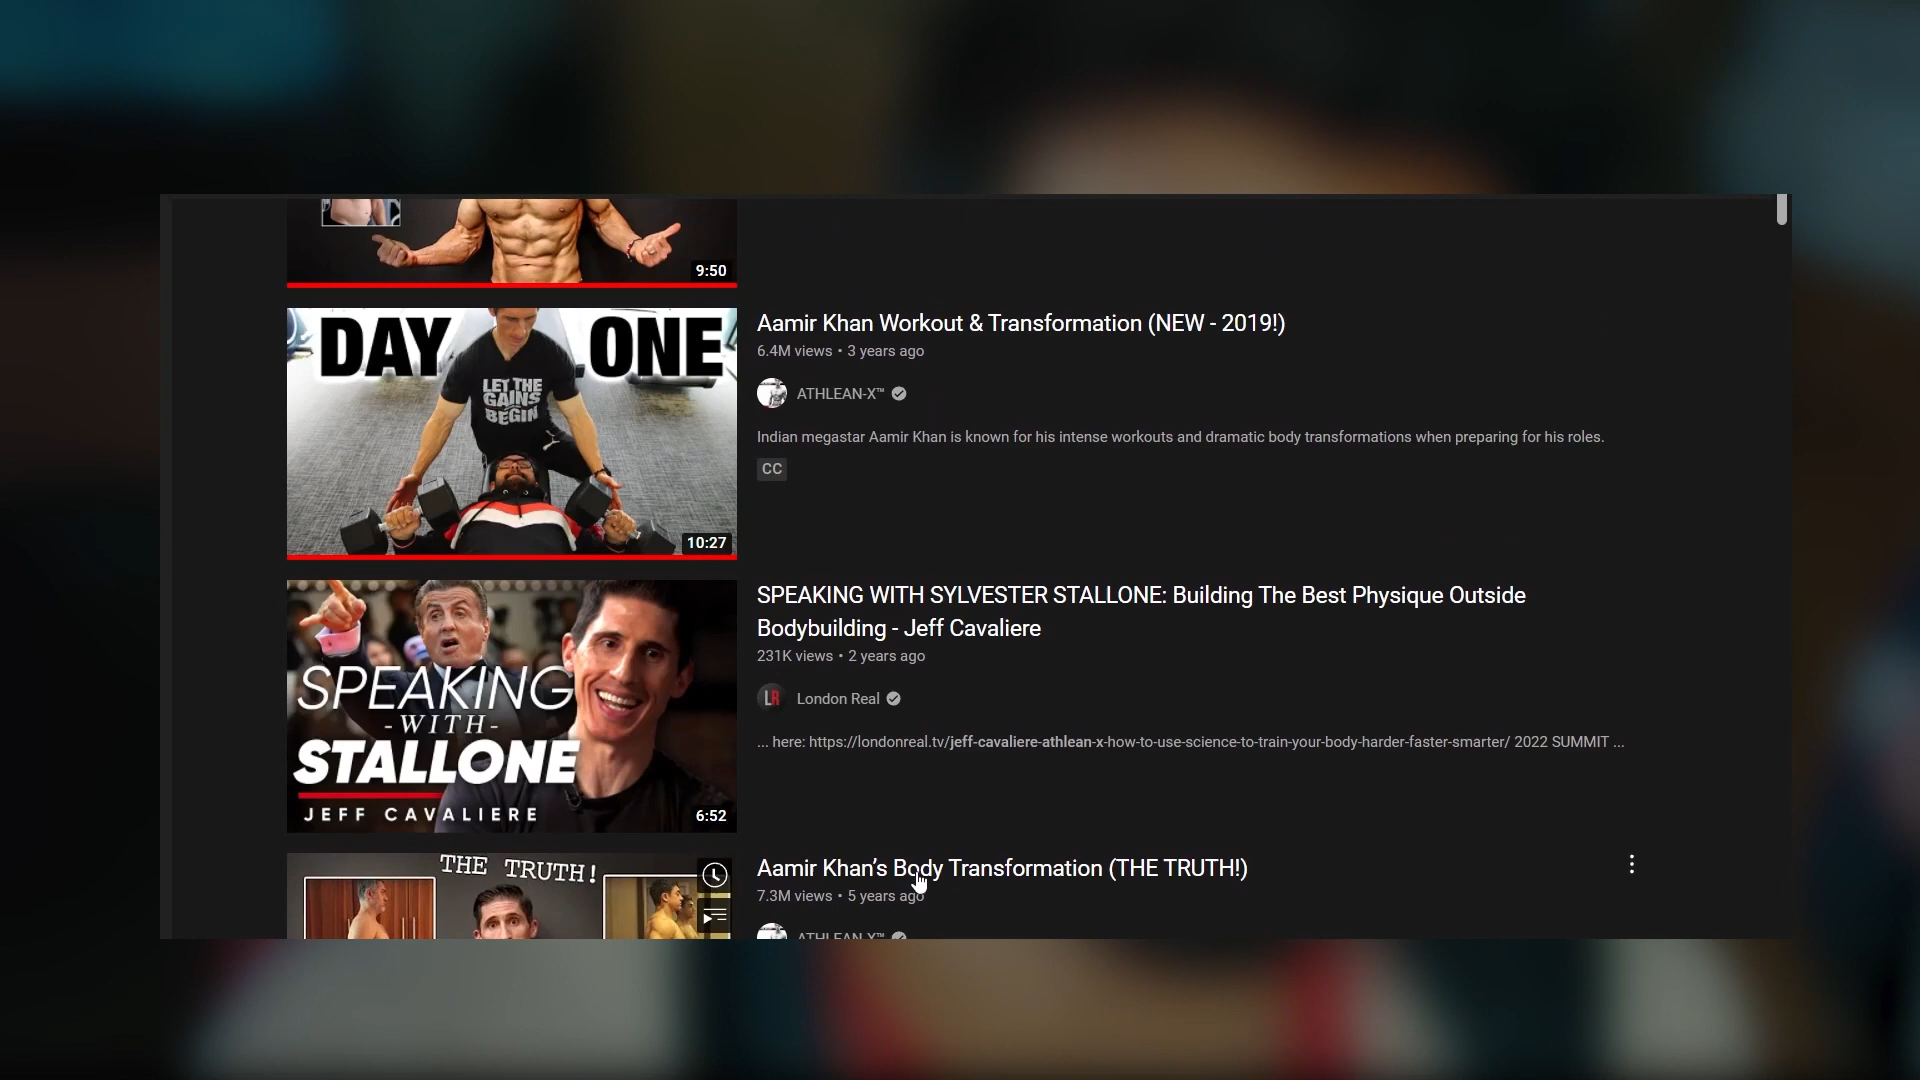 9:50
DAY ONE
LET THE
GAINS
BEGIN
10:27
Aamir Khan Workout & Transformation (NEW - 2019!)
6.4M views • 3 years ago
ATHLEAN-X™
Indian megastar Aamir Khan is known for his intense workouts and dramatic body transformations when preparing for his roles.
CC
SPEAKING
-WITH-
STALLONE
JEFF CAVALIERE
6:52
SPEAKING WITH SYLVESTER STALLONE: Building The Best Physique Outside
Bodybuilding - Jeff Cavaliere
231K views • 2 years ago
LR
London Real
... here: https://londonreal.tv/jeff-cavaliere-athlean-x-how-to-use-science-to-train-your-body-harder-faster-smarter/ 2022 SUMMIT ...
THE TRUTH!
Aamir Khan’s Body Transformation (THE TRUTH!)
7.3M views • 5 years ago
ATHLEAN-X™